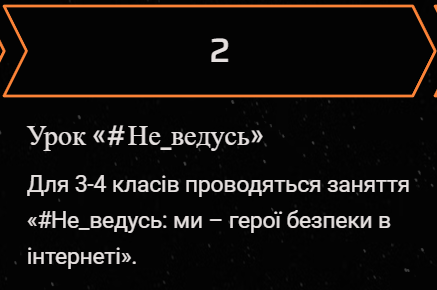 2
Урок «#Не_ведусь»
Для 3-4 класів проводяться заняття
«#Не_ведусь: ми – герої безпеки в
інтернеті».